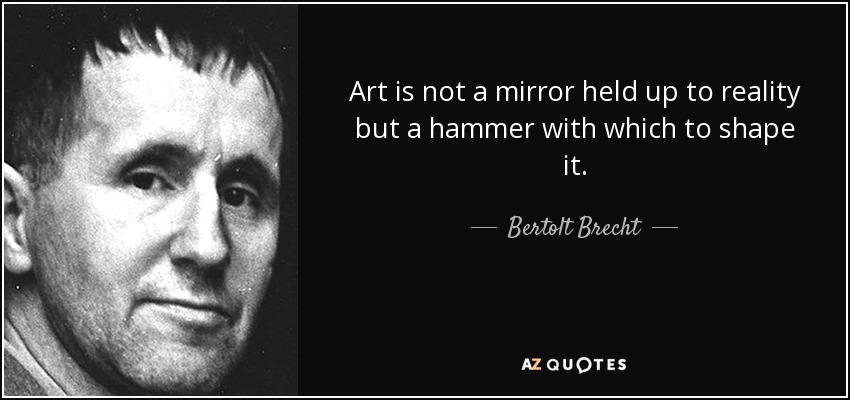 Art is not a mirror held up to reality
but a hammer with which to shape
it.
— Bertolt Brecht —
AZ QUOTES